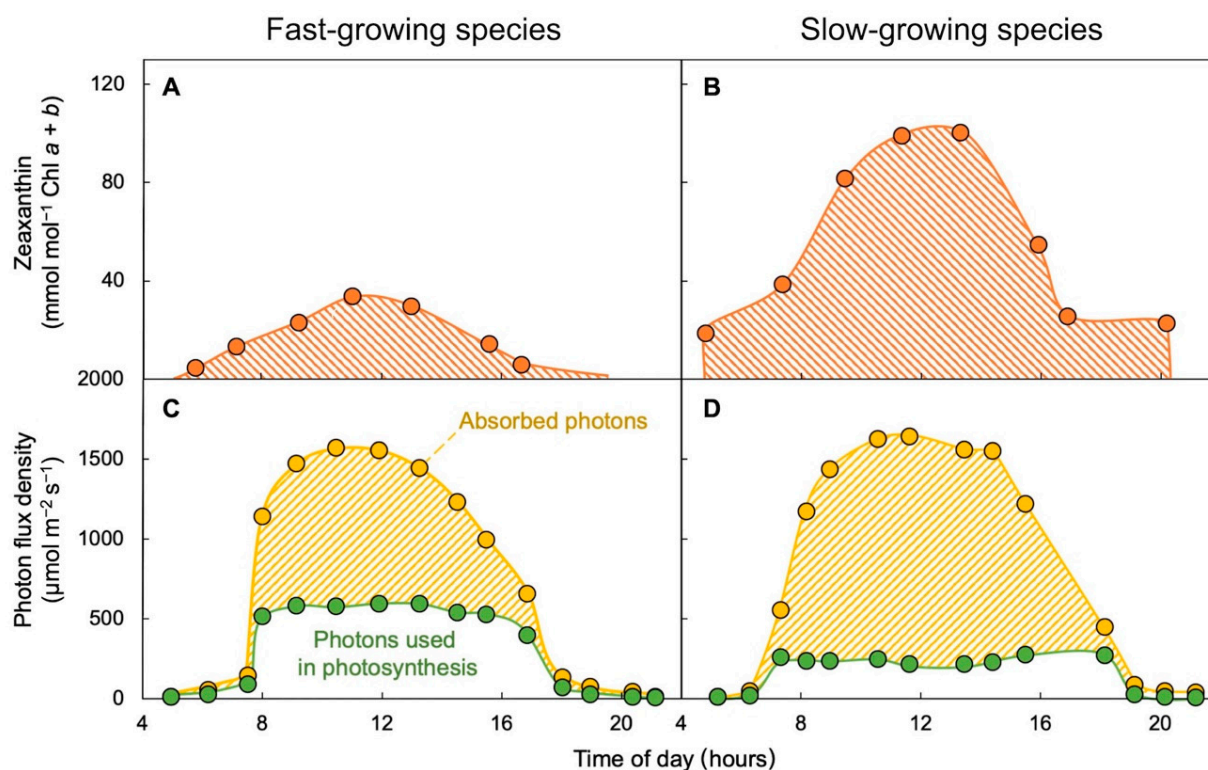 Fast-growing species
Slow-growing species
Zeaxanthin
(mmol mol⁻¹ Chl a + b)
120
80
40
A
B
2000
1500
1000
500
0
Photon flux density
(µmol m⁻² s⁻¹)
C
Absorbed photons
Photons used
in photosynthesis
D
4
8
12
16
20
4
8
12
16
20
Time of day (hours)